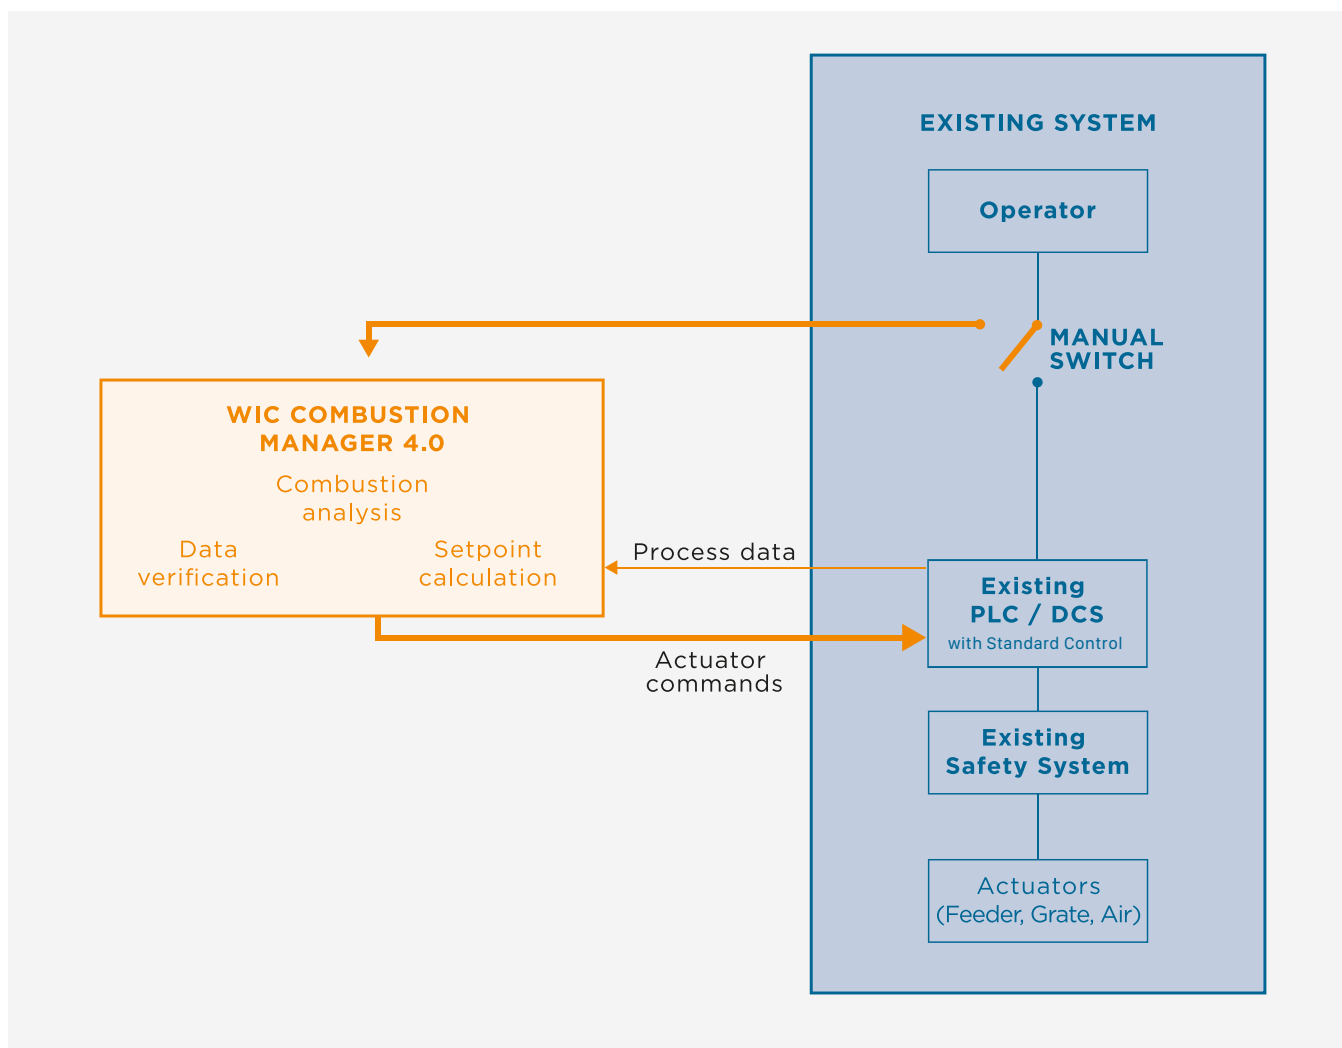 EXISTING SYSTEM
Operator
MANUAL
SWITCH
WIC COMBUSTION
MANAGER 4.0
Combustion
analysis
Data
verification
Setpoint
calculation
Process data
Actuator
commands
Existing
PLC / DCS
with Standard Control
Existing
Safety System
Actuators
(Feeder, Grate, Air)